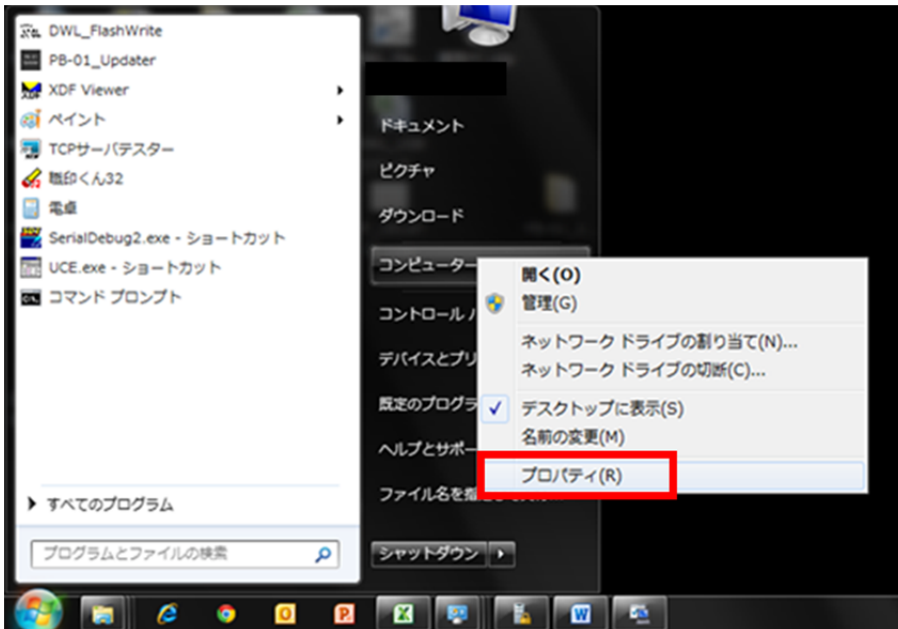 DWL_FlashWrite
PB-01_Updater
XDF Viewer
ペイント
TCPサーバテスター
職印くん32
電卓
SerialDebug2.exe - ショートカット
UCE.exe - ショートカット
コマンド プロンプト
すべてのプログラム
プログラムとファイルの検索
ドキュメント
ピクチャ
ダウンロード
コンピューター
コントロール
デバイスとプリ
既定のプログラ
ヘルプとサポー
ファイル名を指
シャットダウン
開く(O)
管理(G)
ネットワーク ドライブの割り当て(N)...
ネットワーク ドライブの切断(C)...
デスクトップに表示(S)
名前の変更(M)
プロパティ(R)